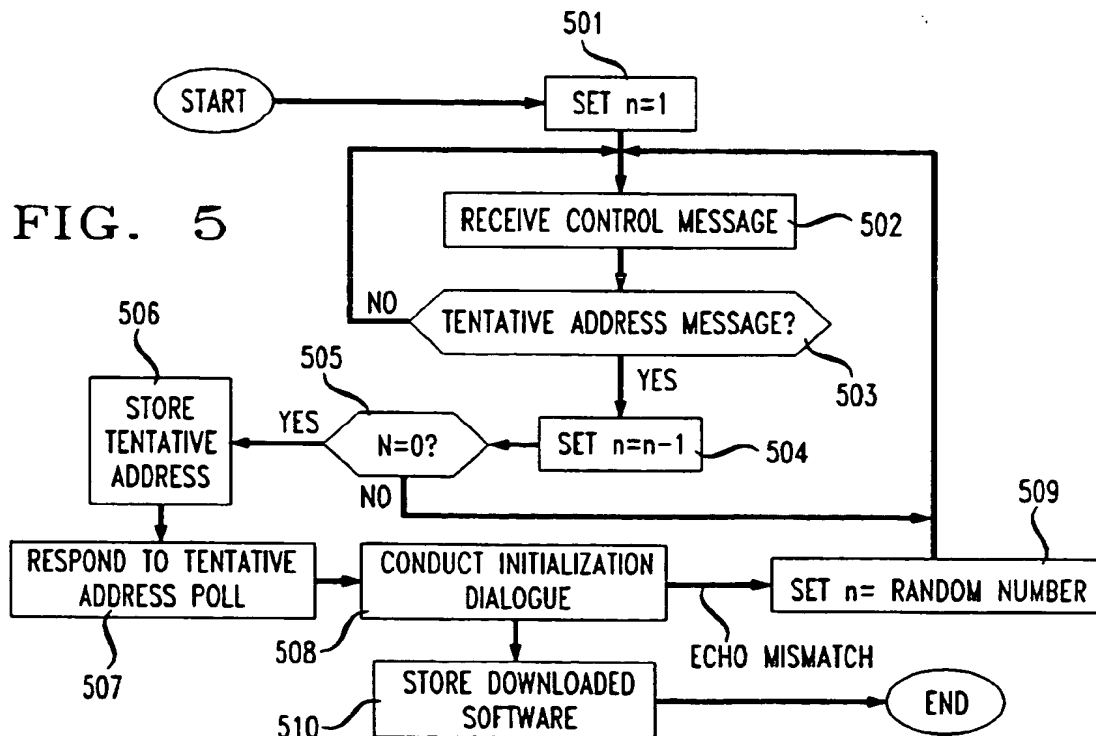 501
START
SET n=1
FIG. 5
RECEIVE CONTROL MESSAGE
502
NO
TENTATIVE ADDRESS MESSAGE?
503
YES
506
STORE
TENTATIVE
ADDRESS
YES
505
N=0?
NO
SET n=n-1
504
509
RESPOND TO TENTATIVE
ADDRESS POLL
507
CONDUCT INITIALIZATION
DIALOGUE
508
SET n= RANDOM NUMBER
ECHO MISMATCH
STORE DOWNLOADED
SOFTWARE
510
END